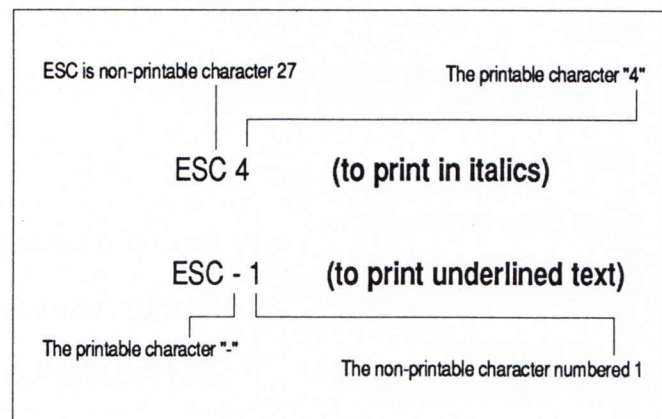 ESC is non-printable character 27
The printable character "4"
ESC 4 (to print in italics)
ESC - 1 (to print underlined text)
The printable character "-"
The non-printable character numbered 1